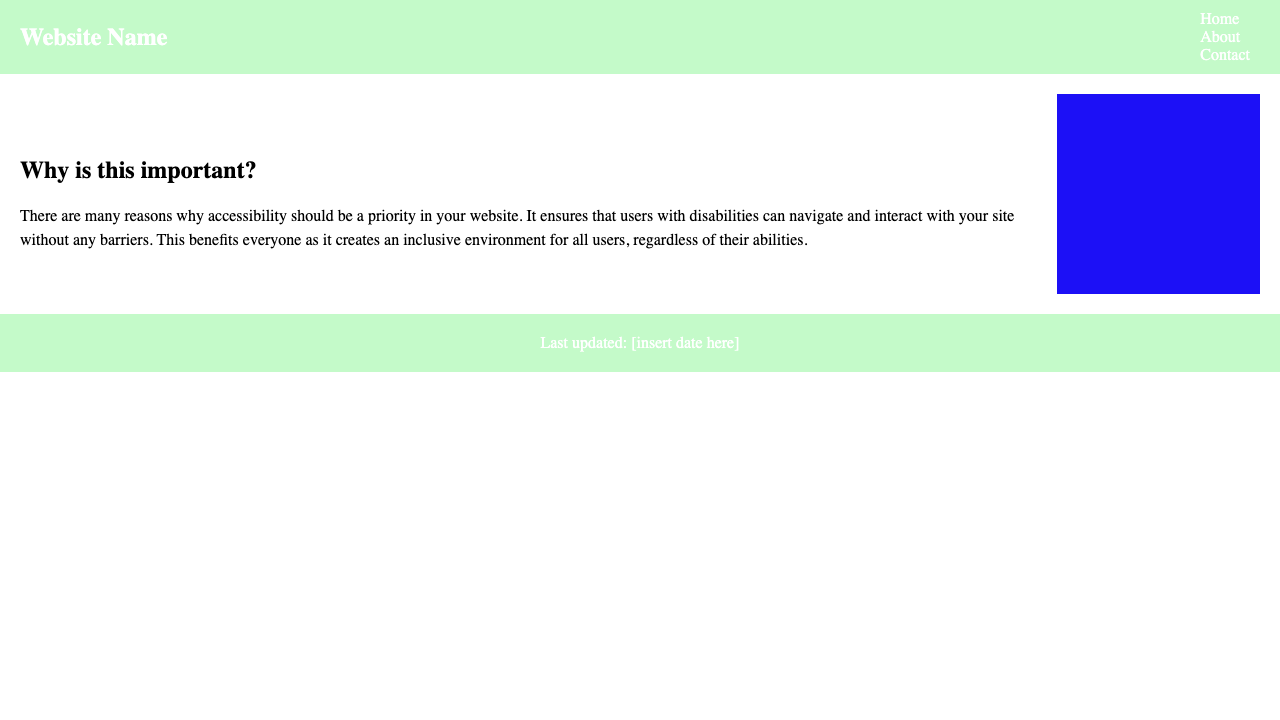 Website Name
Home
About
Contact
Why is this important?
There are many reasons why accessibility should be a priority in your website. It ensures that users with disabilities can navigate and interact with your site
without any barriers. This benefits everyone as it creates an inclusive environment for all users, regardless of their abilities.
Last updated: [insert date here]